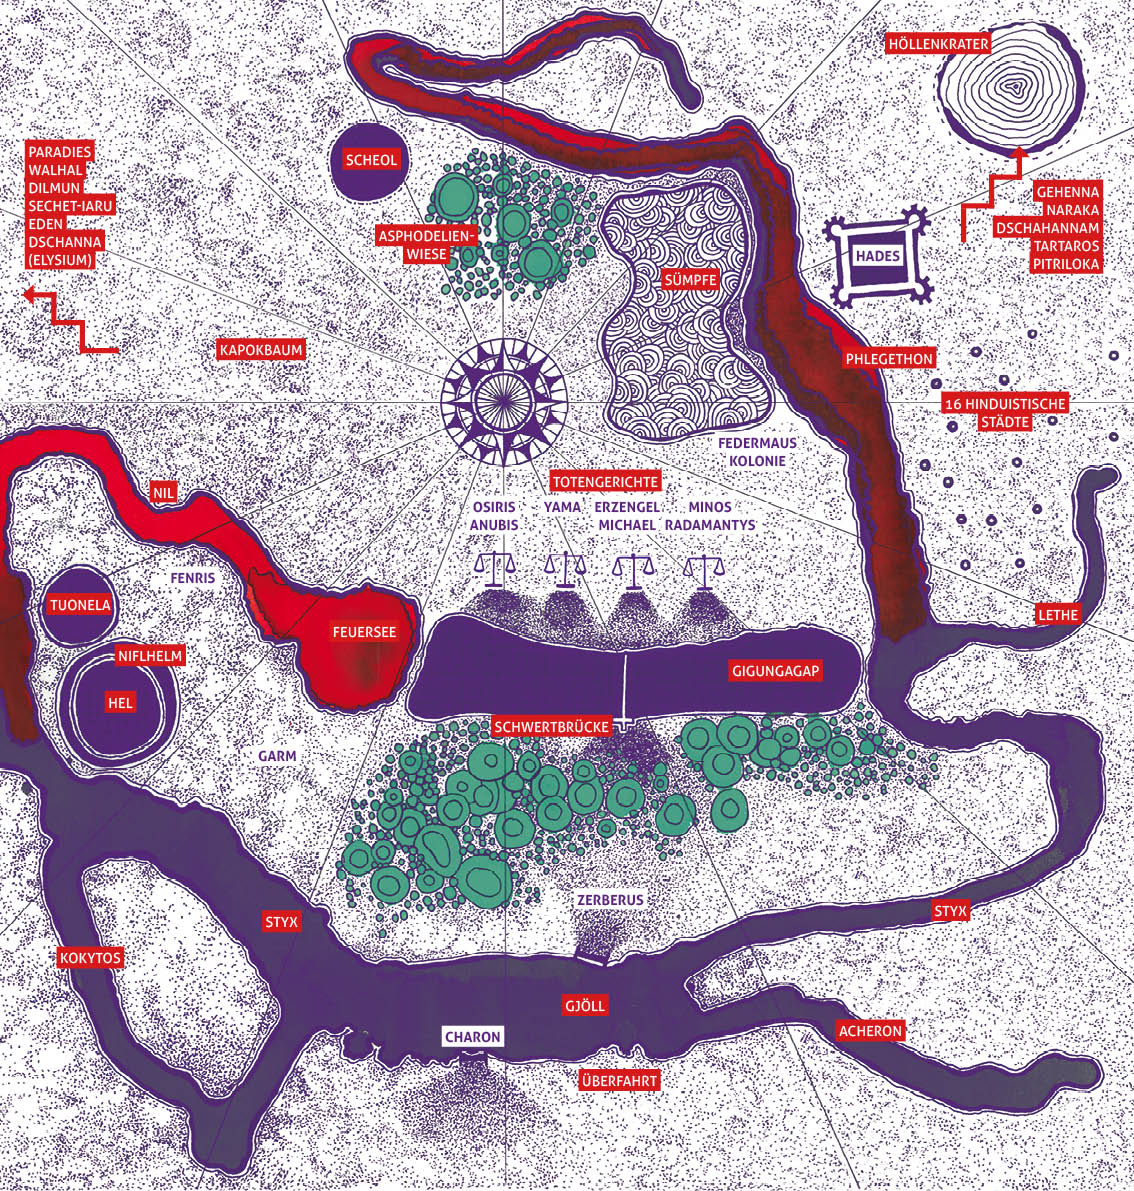 HÖLLENKRATER
PARADIES
WALHAL
DILMUN
SECHET-IARU
EDEN
DSCHANNA
(ELYSIUM)
SCHEOL
GEHENNA
NARAKA
DSCHAHANNAM
TARTAROS
PITRILOKA
ASPHODELIEN-
WIESE
HADES
SÜMPFE
KAPOKBAUM
PHLEGETHON
16 HINDUISTISCHE
STÄDTE
FEDERMAUS
KOLONIE
NIL
TOTENGERICHTE
OSIRIS
ANUBIS
YAMA
ERZENGEL
MICHAEL
MINOS
RADAMANTYS
FENRIS
TUONELA
LETHE
FEUERSEE
NIFLHELM
GIGUNGAGAP
HEL
SCHWERTBRÜCKE
GARM
ZERBERUS
STYX
STYX
KOKYTOS
GJÖLL
ACHERON
CHARON
ÜBERFAHRT